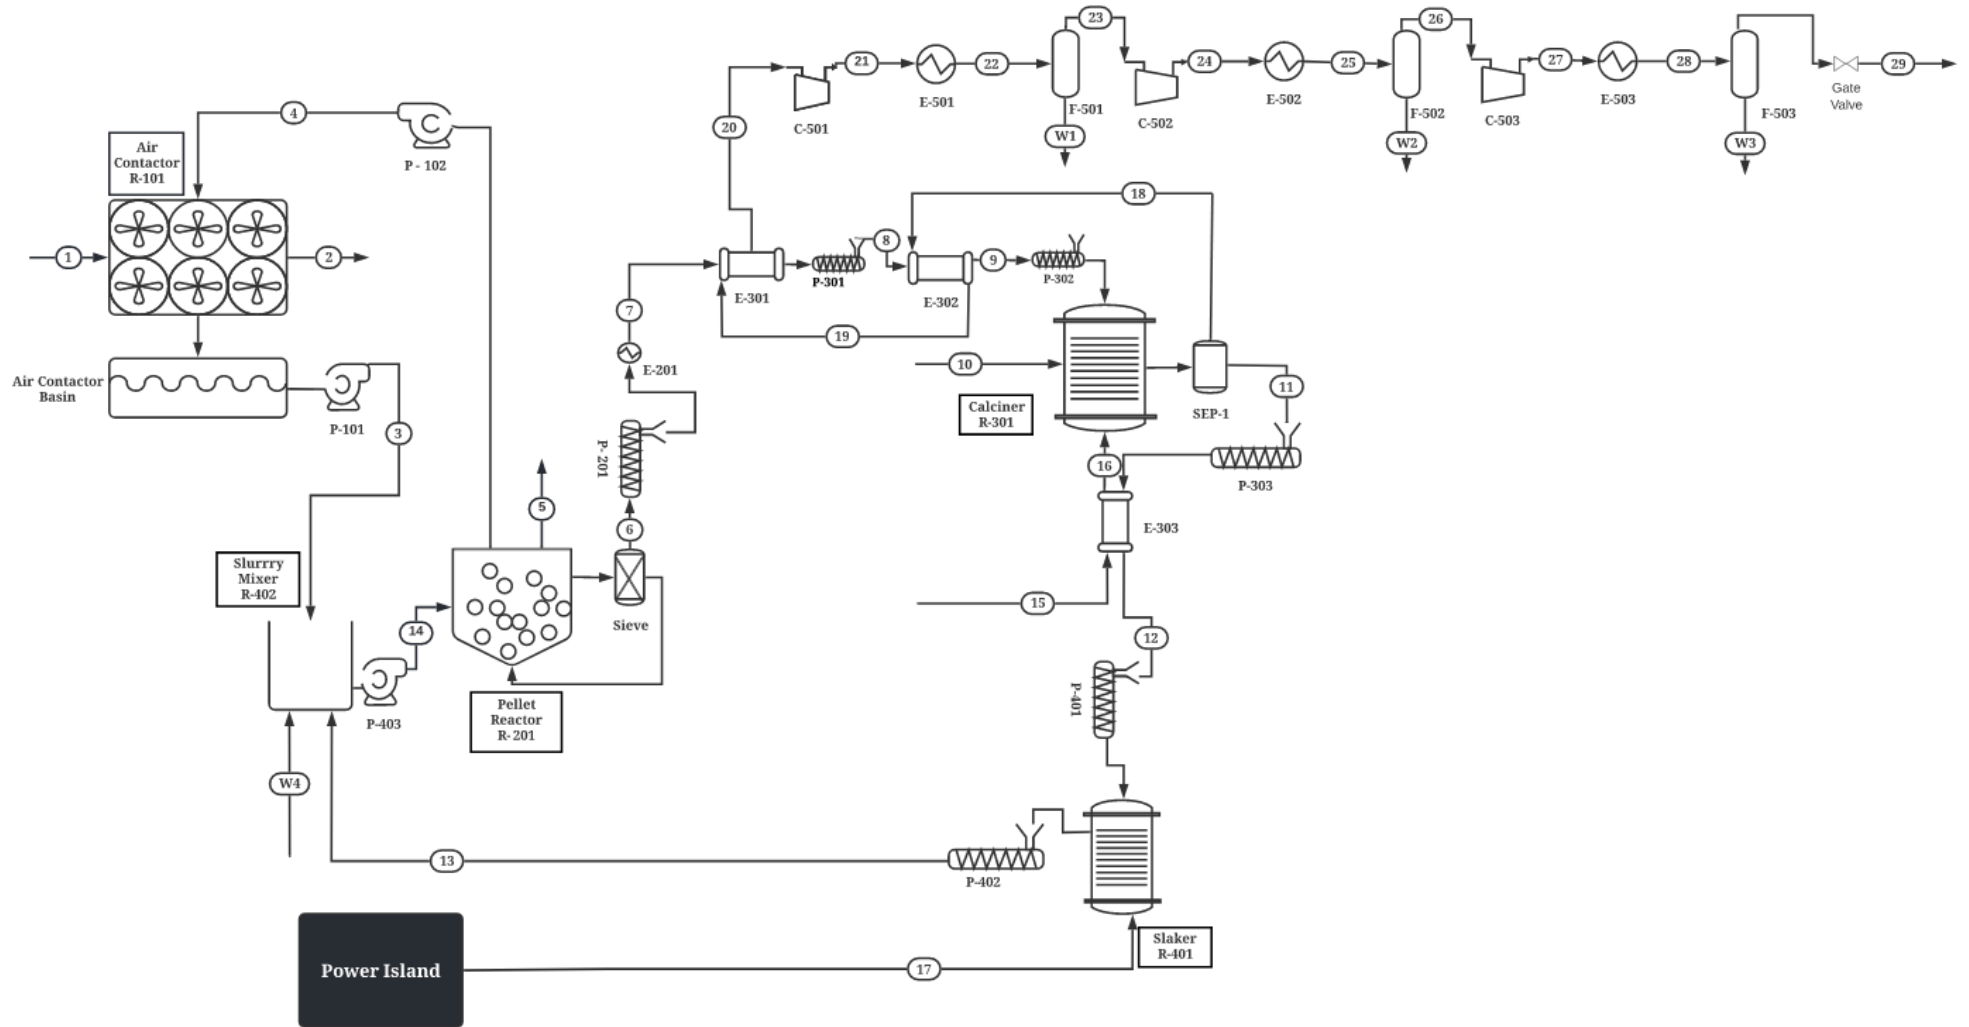 23
26
21
22
24
25
27
28
29
E-501
F-501
E-502
F-502
E-503
F-503
Gate
Valve
C-501
C-502
C-503
20
W1
W2
W3
4
P - 102
Air
Contactor
R-101
1
2
18
8
9
P-301
P-302
E-301
E-302
7
19
E-201
10
11
SEP-1
Calciner
R-301
Air Contactor
Basin
P-101
3
P- 201
16
P-303
5
6
E-303
Slurrry
Mixer
R-402
15
Sieve
14
12
P-403
Pellet
Reactor
R- 201
P-401
W4
13
P-402
Slaker
R-401
Power Island
17